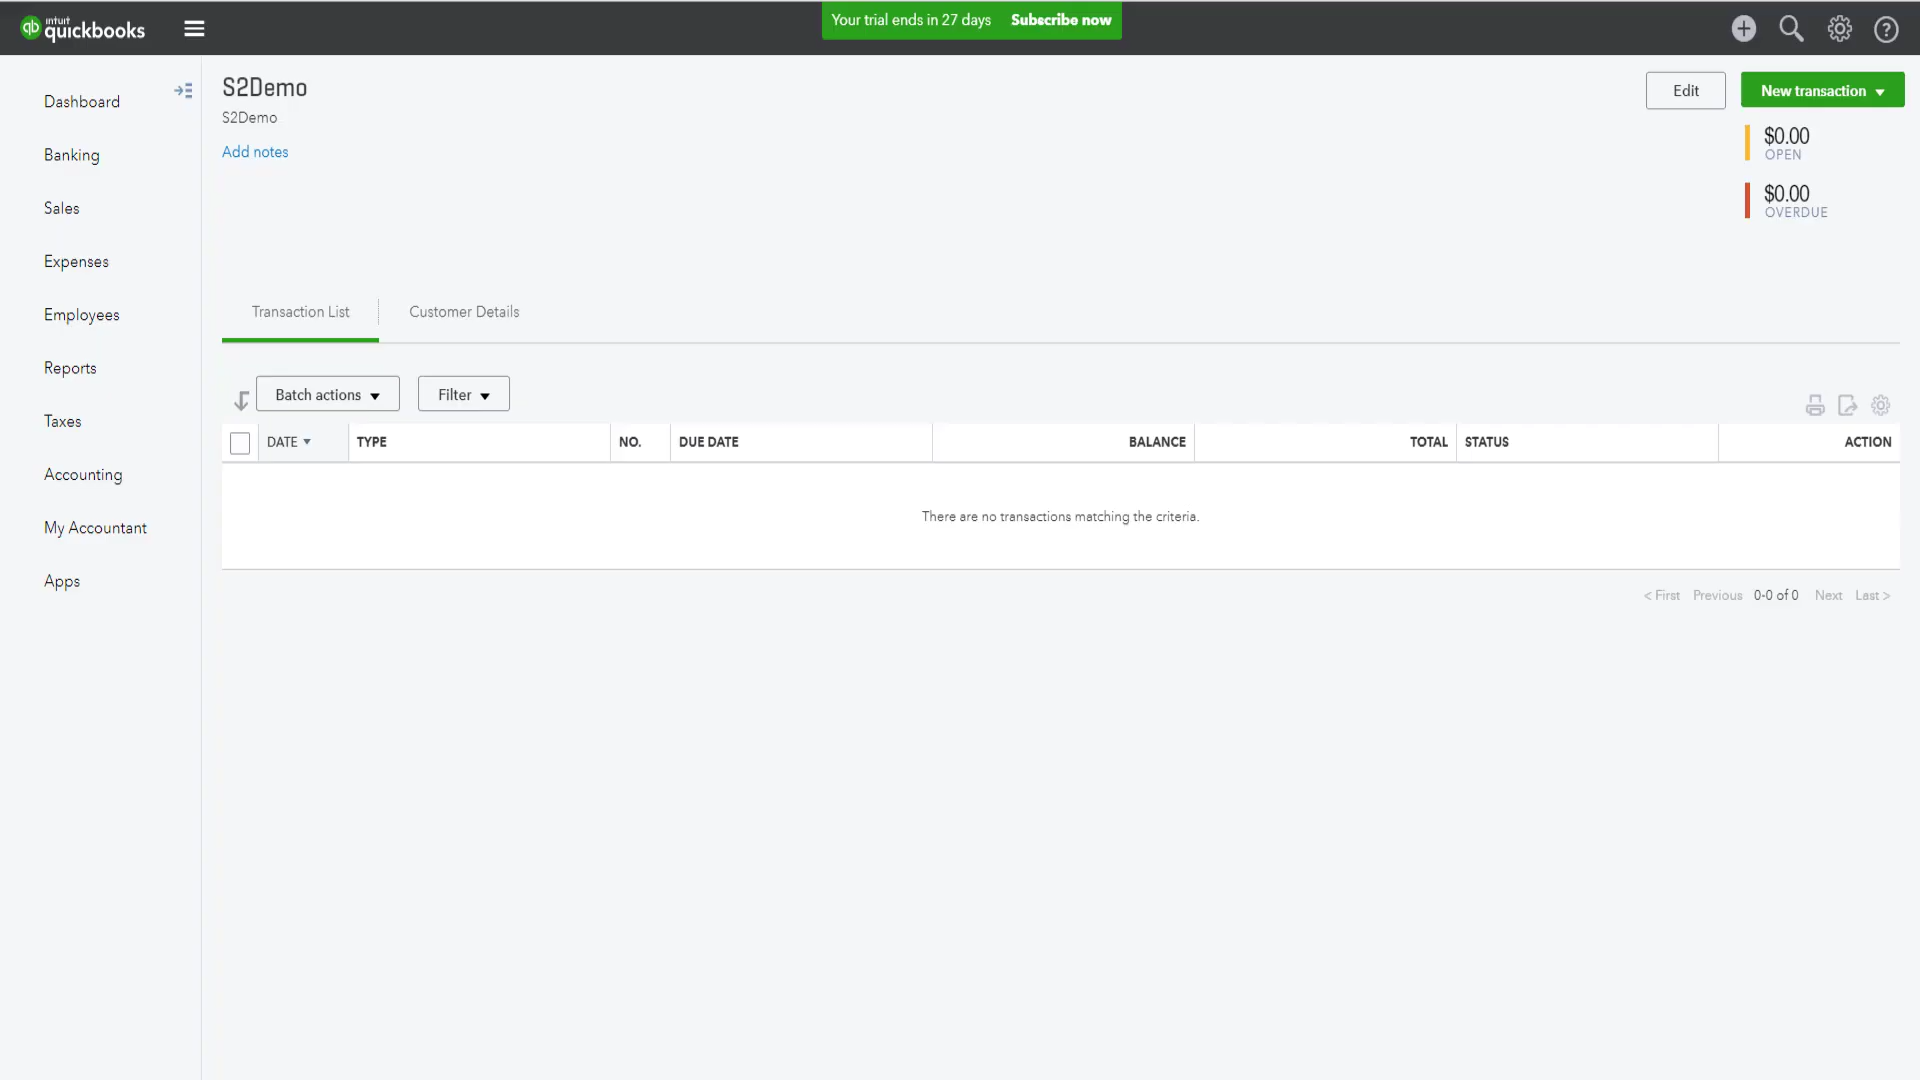 intuit
quickbooks
Your trial ends in 27 days Subscribe now
S2Demo
S2Demo
Add notes
Edit
New transaction
$0.00
OPEN
$0.00
OVERDUE
Dashboard
Banking
Sales
Expenses
Employees
Reports
Taxes
Accounting
My Accountant
Apps
Transaction List
Customer Details
Batch actions
Filter
DATE TYPE NO. DUE DATE BALANCE TOTAL STATUS ACTION
There are no transactions matching the criteria.
< First Previous 0-0 of 0 Next Last >